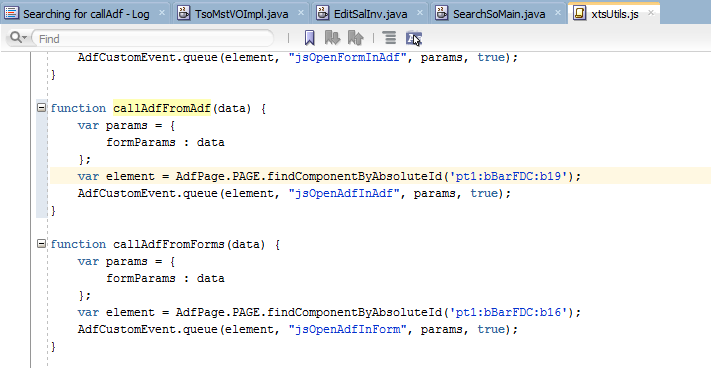 Searching for callAdf - Log
TsoMstVOImpl.java
EditSalInv.java
SearchSoMain.java
xtsUtils.js
Find
AdfCustomEvent.queue(element, "jsOpenFormInAdf", params, true);
}
function callAdfFromAdf(data) {
var params = {
formParams : data
};
var element = AdfPage.PAGE.findComponentByAbsoluteId('pt1:bBarFDC:b19');
AdfCustomEvent.queue(element, "jsOpenAdfInAdf", params, true);
}
function callAdfFromForms(data) {
var params = {
formParams : data
};
var element = AdfPage.PAGE.findComponentByAbsoluteId('pt1:bBarFDC:b16');
AdfCustomEvent.queue(element, "jsOpenAdfInForm", params, true);
}